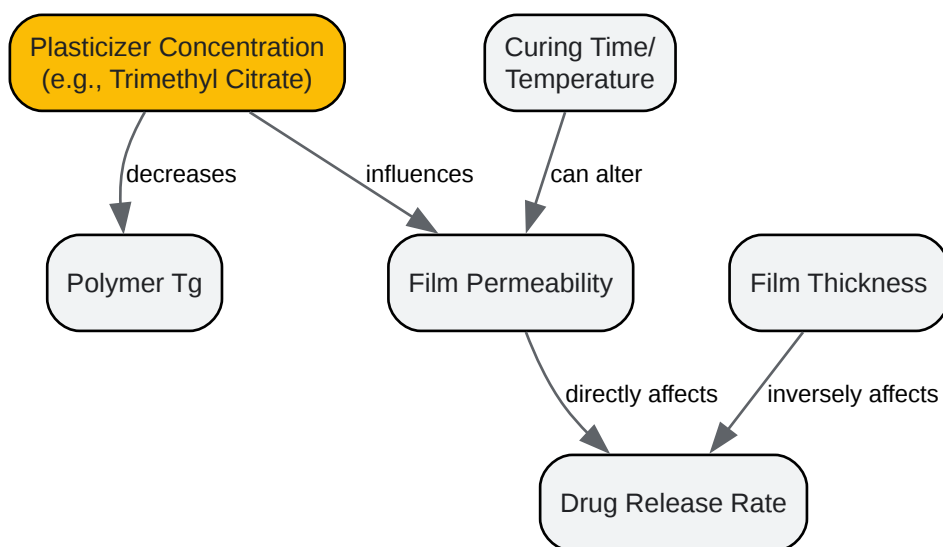 Plasticizer Concentration
(e.g., Trimethyl Citrate)
Curing Time/
Temperature
decreases
influences
can alter
Polymer Tg
Film Permeability
Film Thickness
directly affects
inversely affects
Drug Release Rate